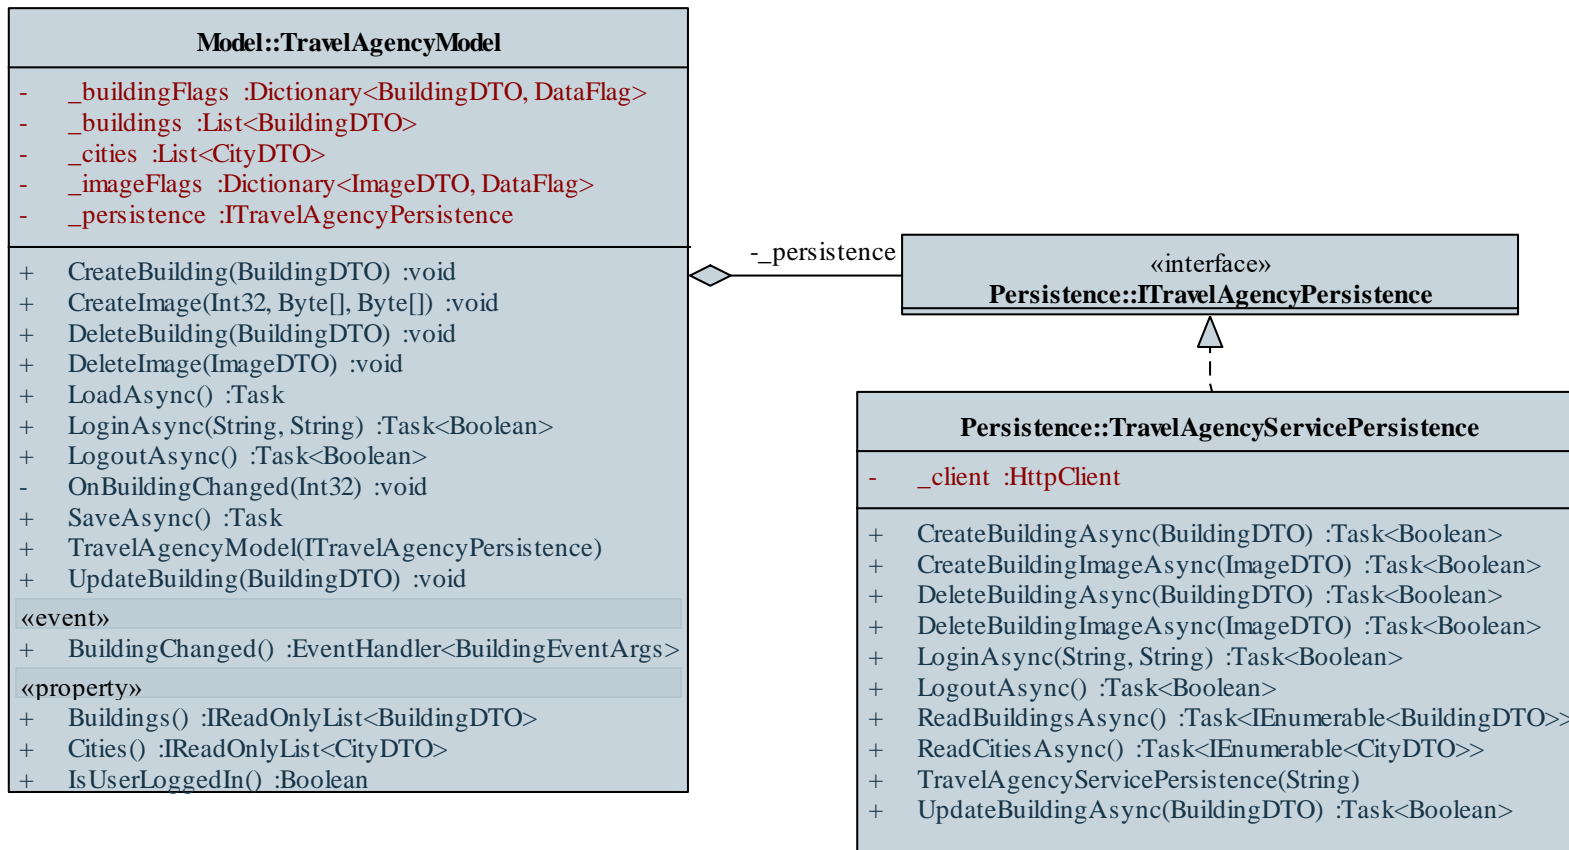 Model::TravelAgencyModel
- _buildingFlags :Dictionary<BuildingDTO, DataFlag>
- _buildings :List<BuildingDTO>
- _cities :List<CityDTO>
- _imageFlags :Dictionary<ImageDTO, DataFlag>
- _persistence :ITravelAgencyPersistence
+ CreateBuilding(BuildingDTO) :void
+ CreateImage(Int32, Byte[], Byte[]) :void
+ DeleteBuilding(BuildingDTO) :void
+ DeleteImage(ImageDTO) :void
+ LoadAsync() :Task
+ LoginAsync(String, String) :Task<Boolean>
+ LogoutAsync() :Task<Boolean>
- OnBuildingChanged(Int32) :void
+ SaveAsync() :Task
+ TravelAgencyModel(ITravelAgencyPersistence)
+ UpdateBuilding(BuildingDTO) :void
«event»
+ BuildingChanged() :EventHandler<BuildingEventArgs>
«property»
+ Buildings() :IReadOnlyList<BuildingDTO>
+ Cities() :IReadOnlyList<CityDTO>
+ IsUserLoggedIn() :Boolean
-_persistence
«interface»
Persistence::ITravelAgencyPersistence
Persistence::TravelAgencyServicePersistence
- _client :HttpClient
+ CreateBuildingAsync(BuildingDTO) :Task<Boolean>
+ CreateBuildingImageAsync(ImageDTO) :Task<Boolean>
+ DeleteBuildingAsync(BuildingDTO) :Task<Boolean>
+ DeleteBuildingImageAsync(ImageDTO) :Task<Boolean>
+ LoginAsync(String, String) :Task<Boolean>
+ LogoutAsync() :Task<Boolean>
+ ReadBuildingsAsync() :Task<IEnumerable<BuildingDTO>>
+ ReadCitiesAsync() :Task<IEnumerable<CityDTO>>
+ TravelAgencyServicePersistence(String)
+ UpdateBuildingAsync(BuildingDTO) :Task<Boolean>